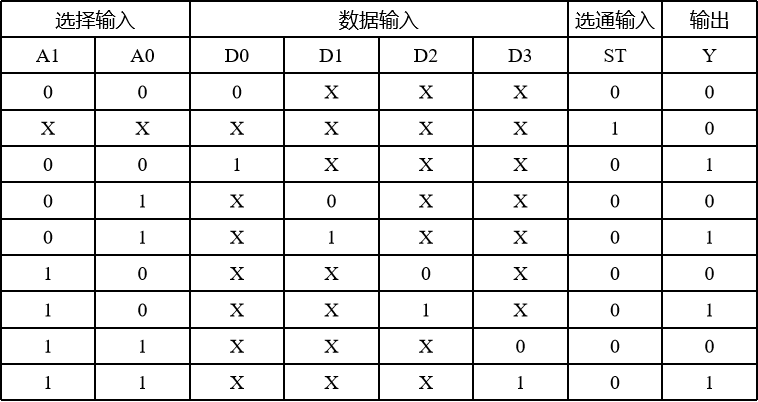 选择输入 数据输入 选通输入 输出
A1 A0 D0 D1 D2 D3 ST Y
0 0 0 X X X 0 0
X X X X X X 1 0
0 0 1 X X X 0 1
0 1 X 0 X X 0 0
0 1 X 1 X X 0 1
1 0 X X 0 X 0 0
1 0 X X 1 X 0 1
1 1 X X X 0 0 0
1 1 X X X 1 0 1